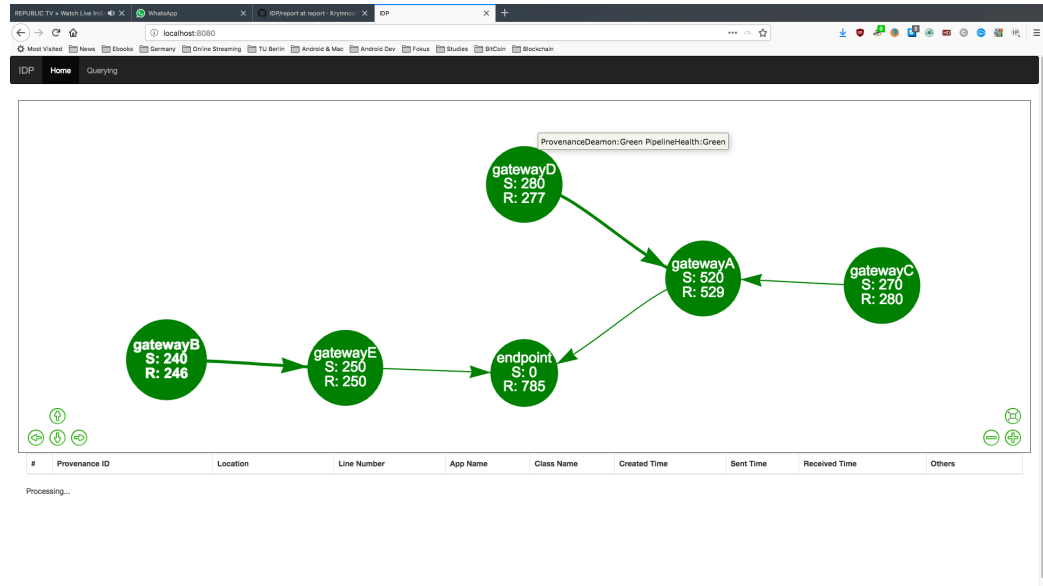 REPUBLIC TV » Watch Live Indi
WhatsApp
IDP/report at report · Krymnos
IDP
localhost:8080
Most Visited News Ebooks Germany Online Streaming TU Berlin Android & Mac Android Dev Fokus Studies BitCoin Blockchain
IDP Home Querying
ProvenanceDeamon:Green PipelineHealth:Green
gatewayD
S: 280
R: 277
gatewayA
S: 520
R: 529
gatewayC
S: 270
R: 280
gatewayB
S: 240
R: 246
gatewayE
S: 250
R: 250
endpoint
S: 0
R: 785
# Provenance ID Location Line Number App Name Class Name Created Time Sent Time Received Time Others
Processing...